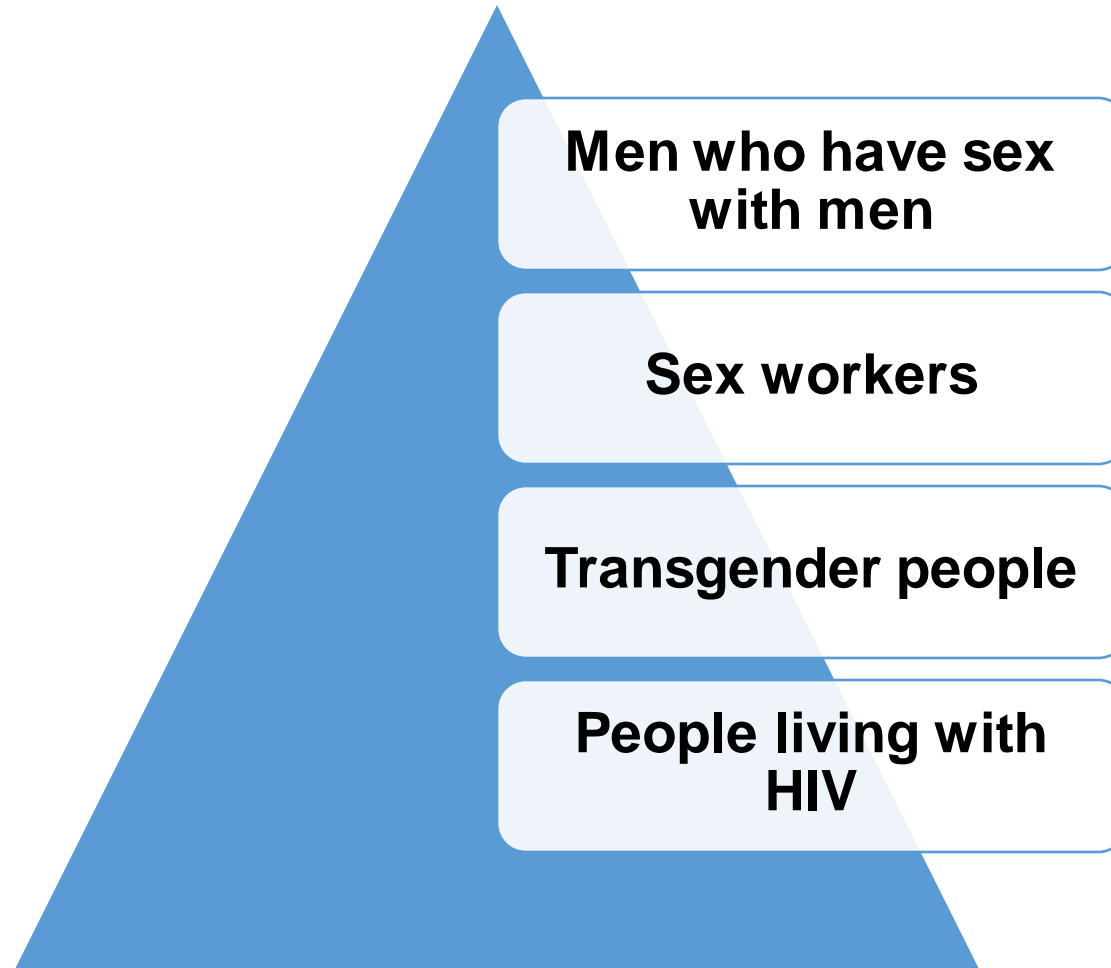 Men who have sex
with men
Sex workers
Transgender people
People living with
HIV